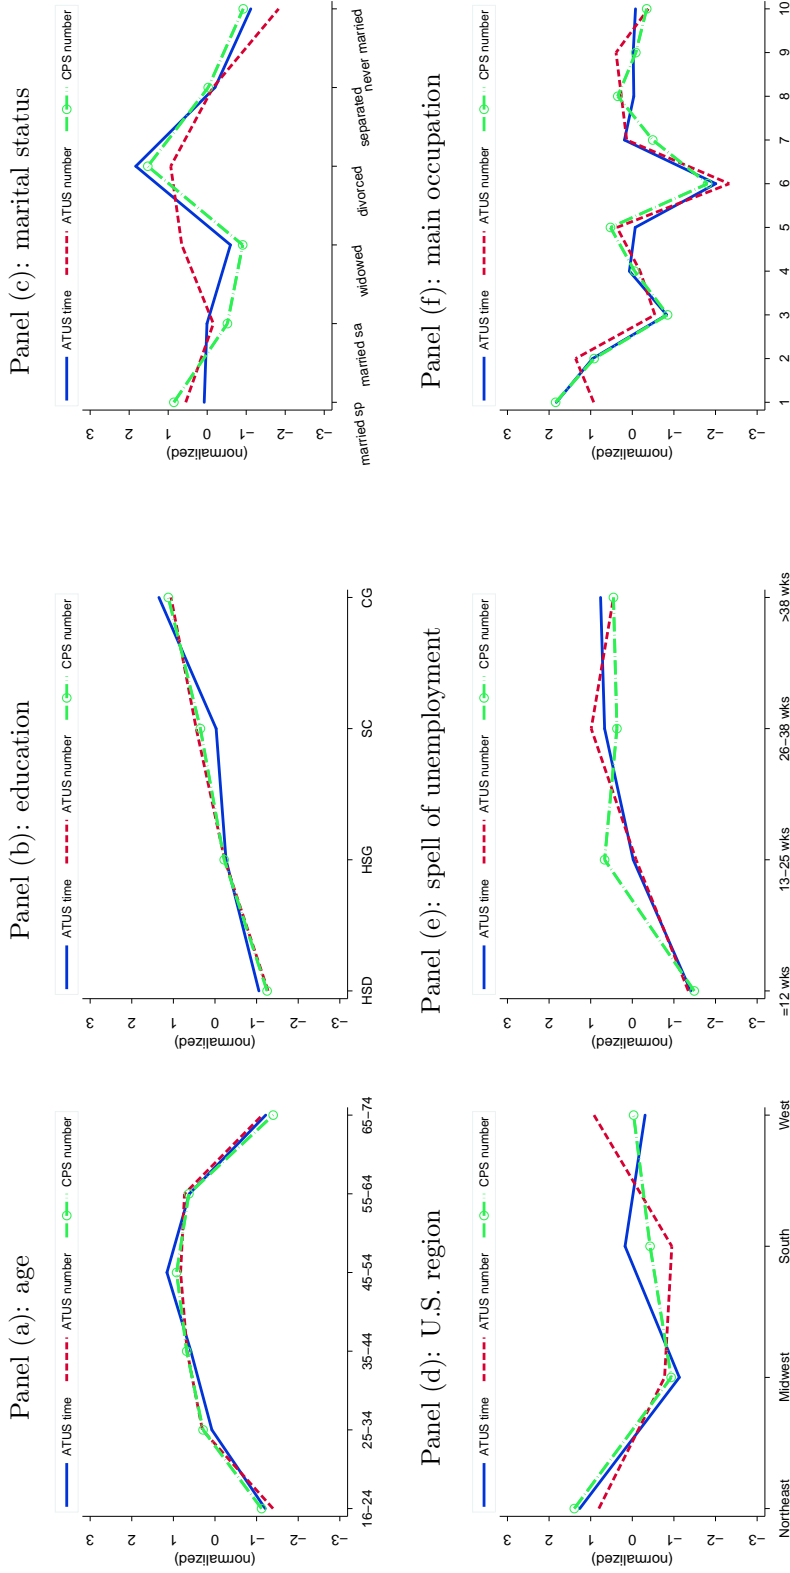 Panel (a): age
ATUS time ATUS number CPS number
(normalized)
3
2
1
0
−1
−2
−3
16−24 25−34 35−44 45−54 55−64 65−74
Panel (b): education
ATUS time ATUS number CPS number
(normalized)
3
2
1
0
−1
−2
−3
HSD HSG SC CG
Panel (c): marital status
ATUS time ATUS number CPS number
(normalized)
3
2
1
0
−1
−2
−3
married sp married sa widowed divorced separated never married
Panel (d): U.S. region
ATUS time ATUS number CPS number
(normalized)
3
2
1
0
−1
−2
−3
Northeast Midwest South West
Panel (e): spell of unemployment
ATUS time ATUS number CPS number
(normalized)
3
2
1
0
−1
−2
−3
=12 wks 13−25 wks 26−38 wks >38 wks
Panel (f): main occupation
ATUS time ATUS number CPS number
(normalized)
3
2
1
0
−1
−2
−3
1 2 3 4 5 6 7 8 9 10